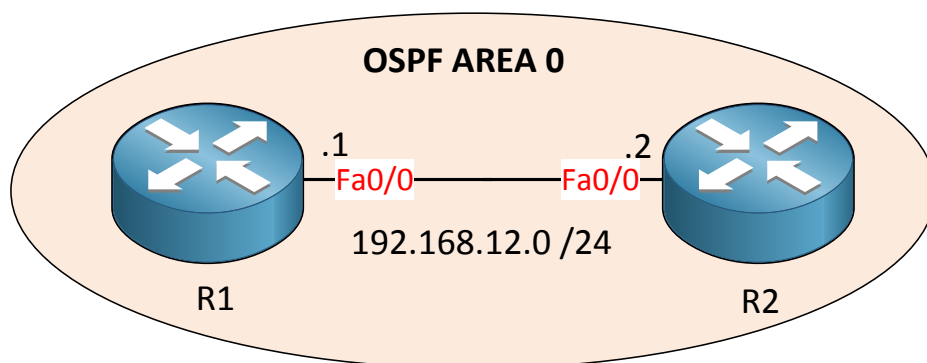 OSPF AREA 0
.1
.2
Fa0/0
Fa0/0
192.168.12.0 /24
R1
R2